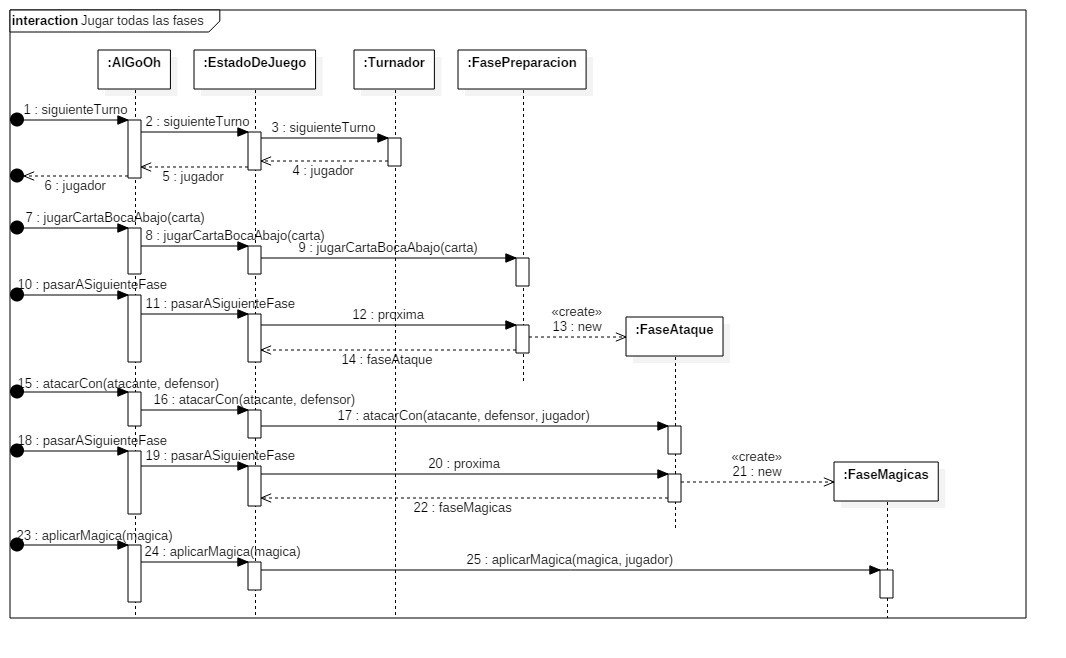 interaction Jugar todas las fases
:AlGoOh
:EstadoDeJuego
:Turnador
:FasePreparacion
1 : siguienteTurno
2 : siguienteTurno
3 : siguienteTurno
4 : jugador
5 : jugador
6 : jugador
7 : jugarCartaBocaAbajo(carta)
8 : jugarCartaBocaAbajo(carta)
9 : jugarCartaBocaAbajo(carta)
10 : pasarASiguienteFase
11 : pasarASiguienteFase
12 : proxima
«create»
13 : new
:FaseAtaque
14 : faseAtaque
15 : atacarCon(atacante, defensor)
16 : atacarCon(atacante, defensor)
17 : atacarCon(atacante, defensor, jugador)
18 : pasarASiguienteFase
19 : pasarASiguienteFase
20 : proxima
«create»
21 : new
:FaseMagicas
22 : faseMagicas
23 : aplicarMagica(magica)
24 : aplicarMagica(magica)
25 : aplicarMagica(magica, jugador)